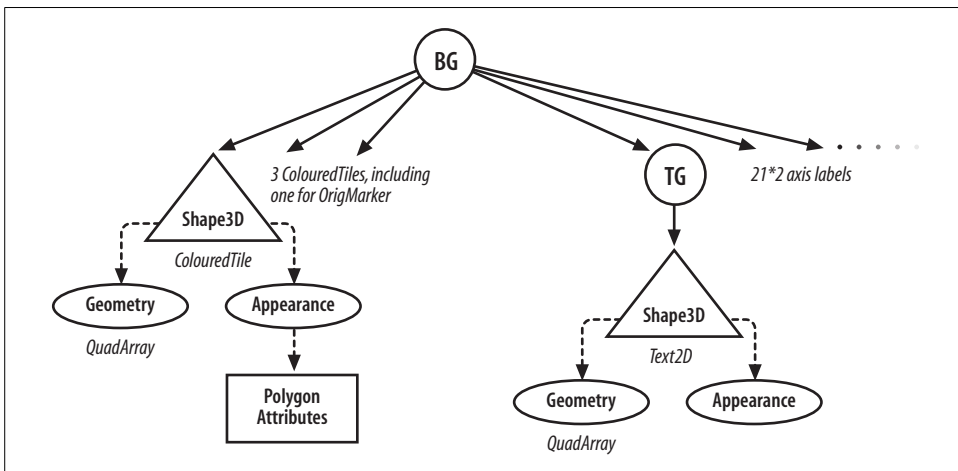 BG
3 ColouredTiles, including
one for OrigMarker
21*2 axis labels
TG
Shape3D
ColouredTile
Geometry
Appearance
QuadArray
Shape3D
Text2D
Polygon
Attributes
Geometry
Appearance
QuadArray